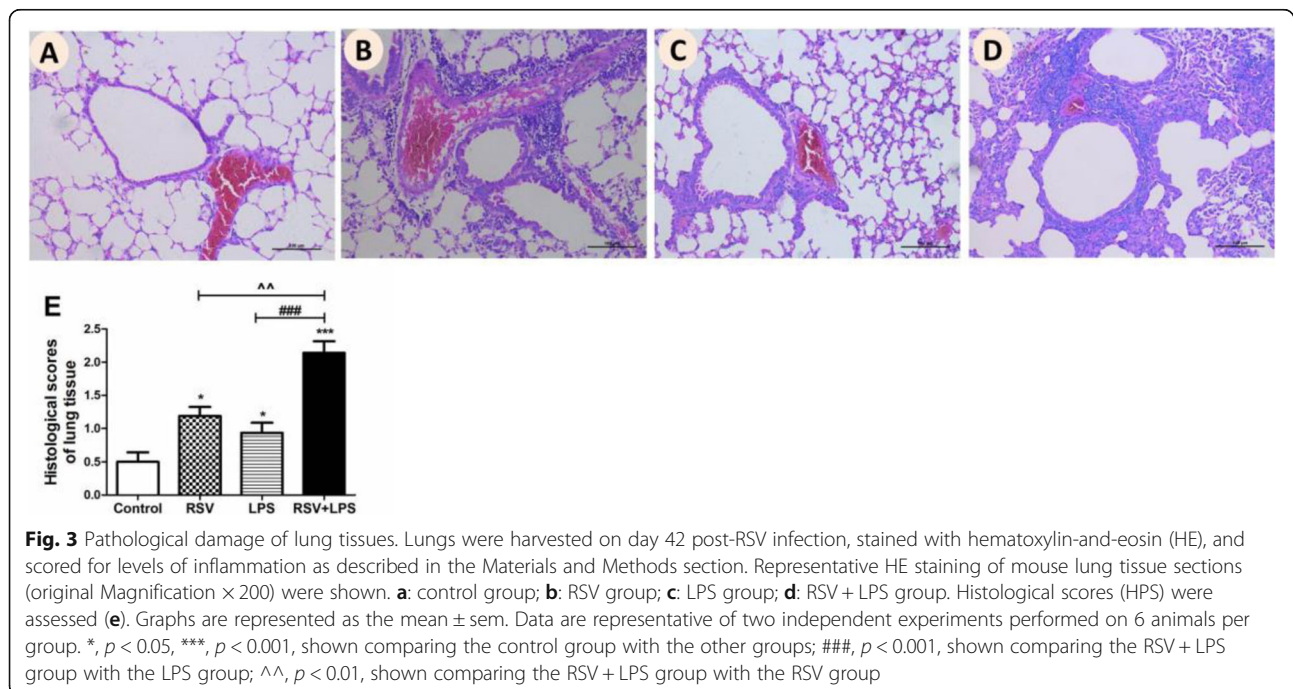 A
B
C
D
E
^^
###
***
*
*
2.5
2.0
1.5
1.0
0.5
0.0
Histological scores
of lung tissue
Control RSV LPS RSV+LPS
Fig. 3 Pathological damage of lung tissues. Lungs were harvested on day 42 post-RSV infection, stained with hematoxylin-and-eosin (HE), and
scored for levels of inflammation as described in the Materials and Methods section. Representative HE staining of mouse lung tissue sections
(original Magnification × 200) were shown. a: control group; b: RSV group; c: LPS group; d: RSV + LPS group. Histological scores (HPS) were
assessed (e). Graphs are represented as the mean ± sem. Data are representative of two independent experiments performed on 6 animals per
group. *, p < 0.05, ***, p < 0.001, shown comparing the control group with the other groups; ###, p < 0.001, shown comparing the RSV + LPS
group with the LPS group; ^^, p < 0.01, shown comparing the RSV + LPS group with the RSV group